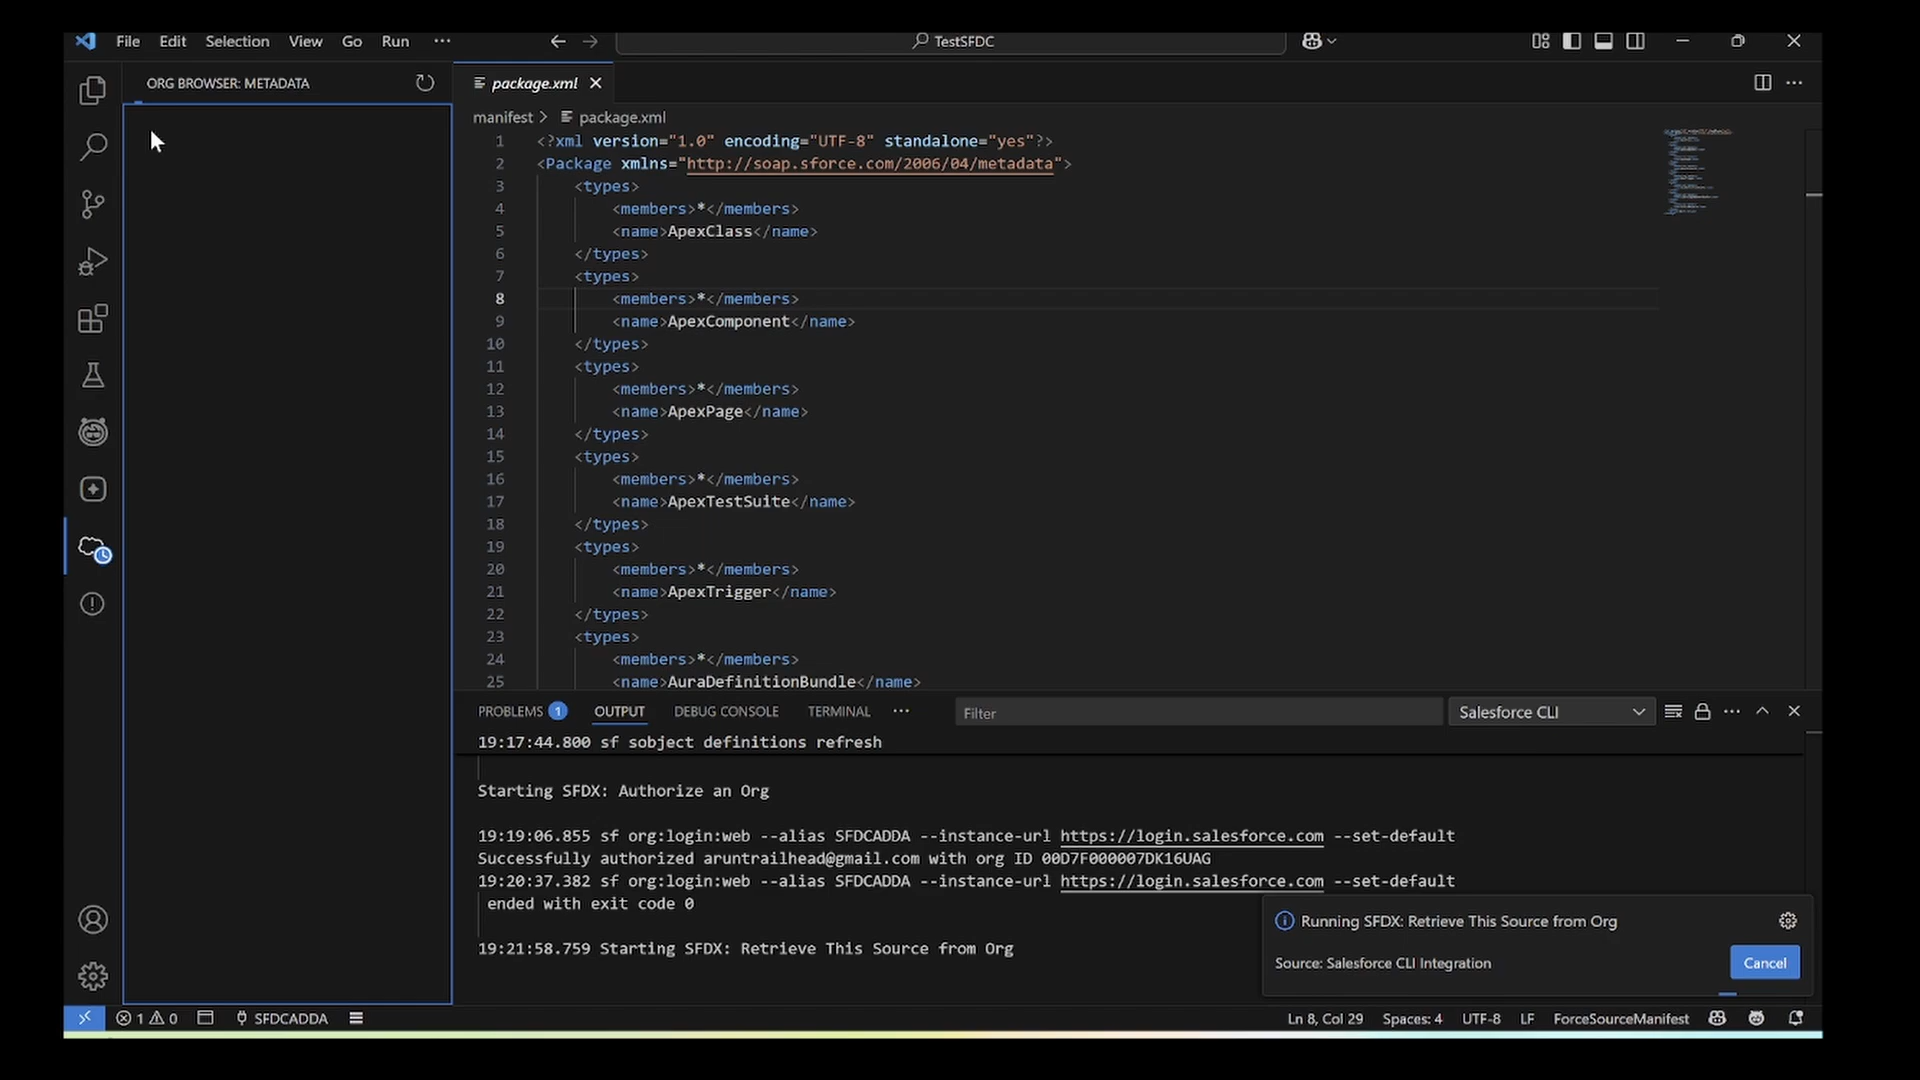 File Edit Selection View Go Run ···
TestSFDC
ORG BROWSER: METADATA
package.xml
manifest > package.xml
1 <?xml version="1.0" encoding="UTF-8" standalone="yes"?>
2 <Package xmlns="http://soap.sforce.com/2006/04/metadata">
3 <types>
4 <members>*</members>
5 <name>ApexClass</name>
6 </types>
7 <types>
8 <members>*</members>
9 <name>ApexComponent</name>
10 </types>
11 <types>
12 <members>*</members>
13 <name>ApexPage</name>
14 </types>
15 <types>
16 <members>*</members>
17 <name>ApexTestSuite</name>
18 </types>
19 <types>
20 <members>*</members>
21 <name>ApexTrigger</name>
22 </types>
23 <types>
24 <members>*</members>
25 <name>AuraDefinitionBundle</name>
PROBLEMS 1 OUTPUT DEBUG CONSOLE TERMINAL ··· Filter Salesforce CLI
19:17:44.800 sf sobject definitions refresh
Starting SFDX: Authorize an Org
19:19:06.855 sf org:login:web --alias SFDCADDA --instance-url https://login.salesforce.com --set-default
Successfully authorized aruntrailhead@gmail.com with org ID 00D7F000007DK16UAG
19:20:37.382 sf org:login:web --alias SFDCADDA --instance-url https://login.salesforce.com --set-default
ended with exit code 0
19:21:58.759 Starting SFDX: Retrieve This Source from Org
Running SFDX: Retrieve This Source from Org
Source: Salesforce CLI Integration
Cancel
1 0 SFDCADDA Ln 8, Col 29 Spaces: 4 UTF-8 LF ForceSourceManifest